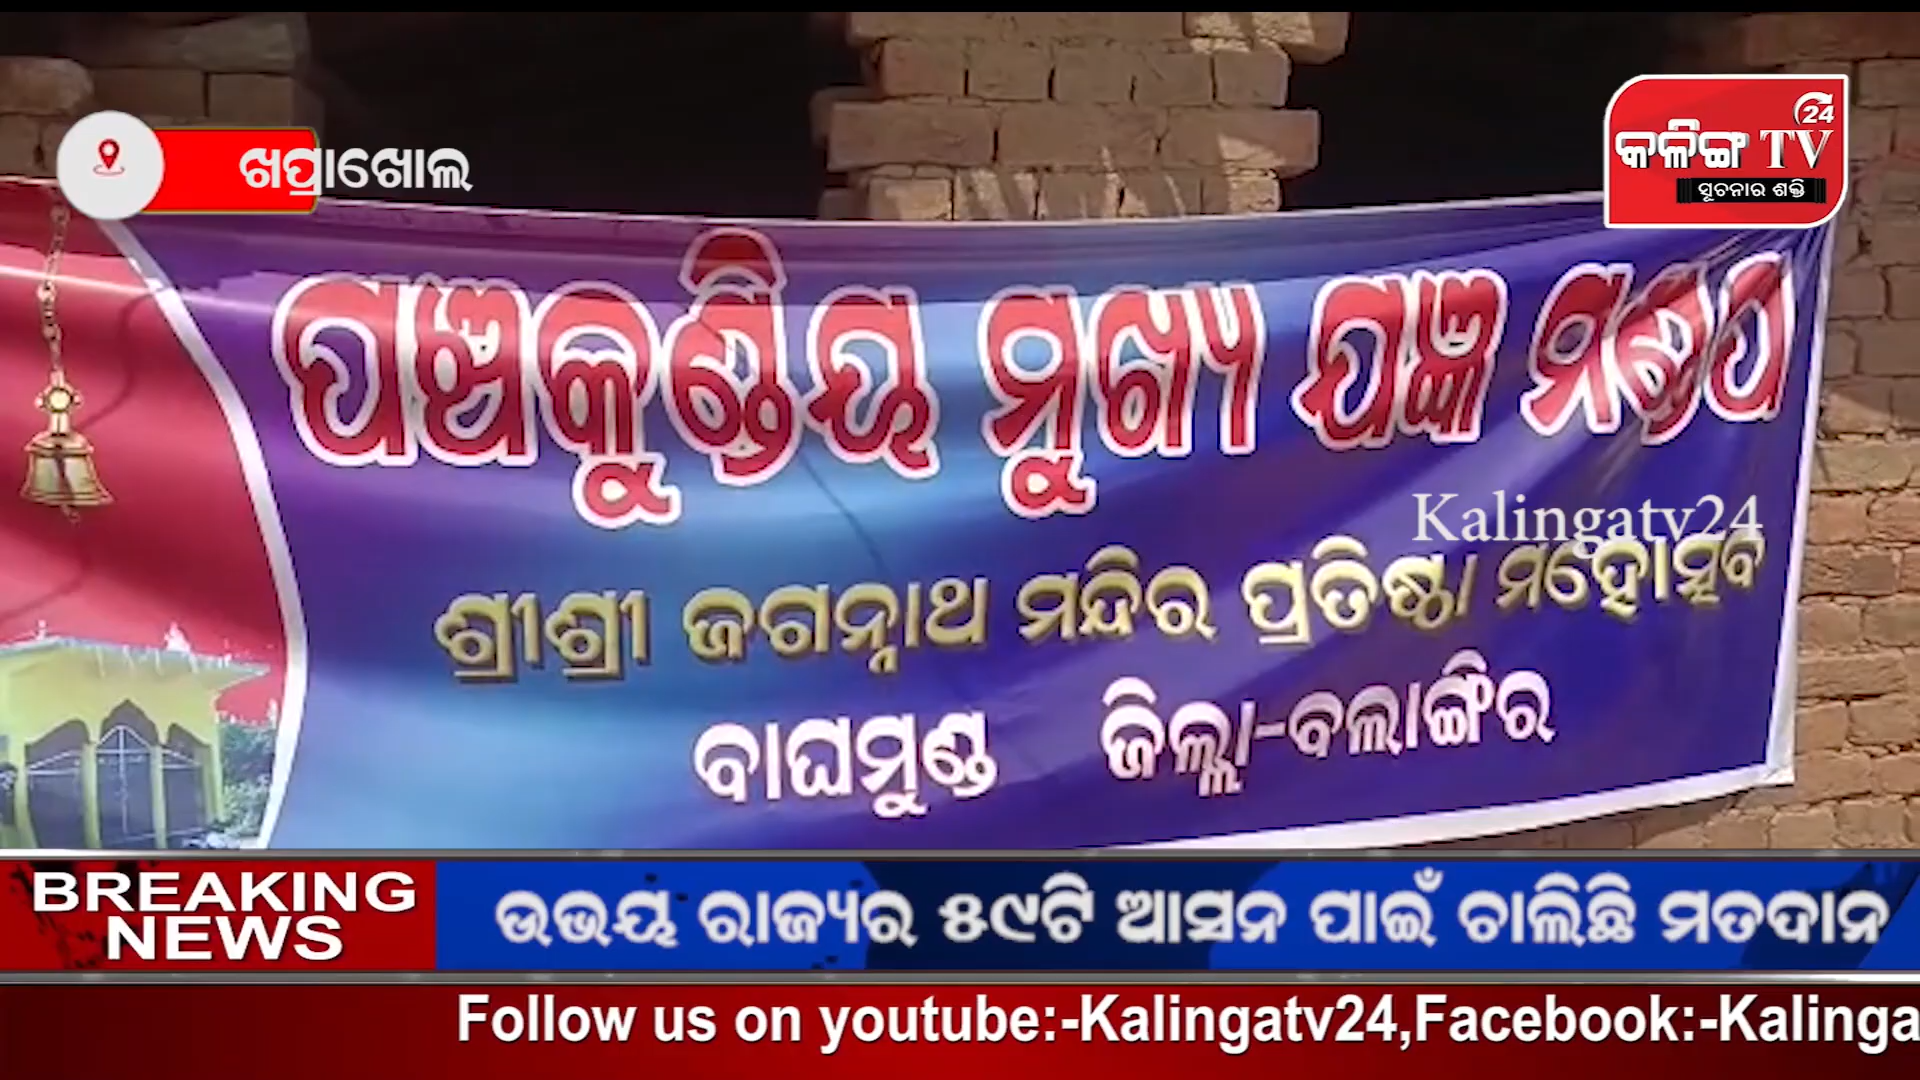 ଖପ୍ରାଖୋଲ
24
କଳିଙ୍ଗ TV
ସୂଚନାର ଶକ୍ତି
ପଞ୍ଚକୁଣ୍ଡିୟ ମୁଖ୍ୟ ଯଜ୍ଞ ମଣ୍ଡପ
Kalingatv24
ଶ୍ରୀଶ୍ରୀ ଜଗନ୍ନାଥ ମନ୍ଦିର ପ୍ରତିଷ୍ଠା ମହୋତ୍ସବ
ବାଘମୁଣ୍ଡ ଜିଲ୍ଲା-ବଲାଙ୍ଗିର
BREAKING
NEWS
ଉଭୟ ରାଜ୍ୟର ୫୯ଟି ଆସନ ପାଇଁ ଚାଲିଛି ମତଦାନ
Follow us on youtube:-Kalingatv24,Facebook:-Kalinga